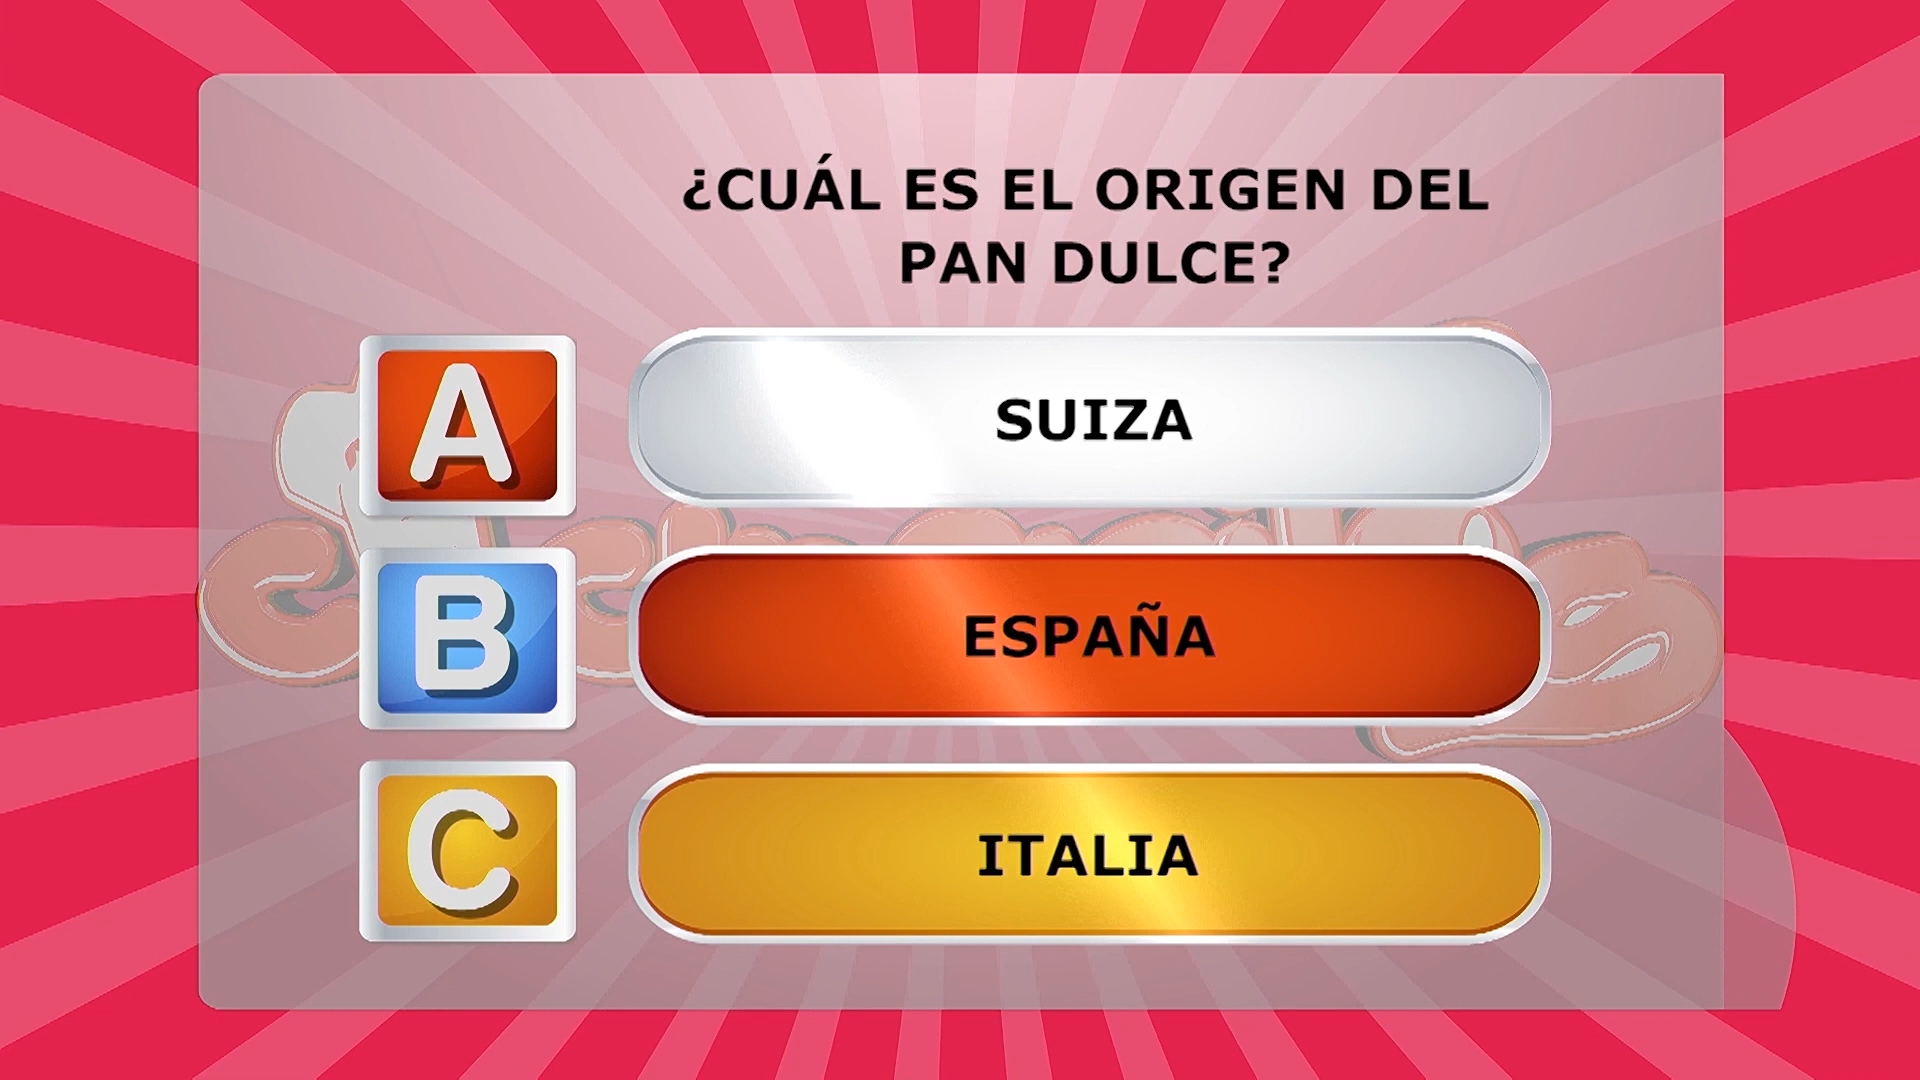 ¿CUÁL ES EL ORIGEN DEL
PAN DULCE?
A
SUIZA
B
ESPAÑA
C
ITALIA